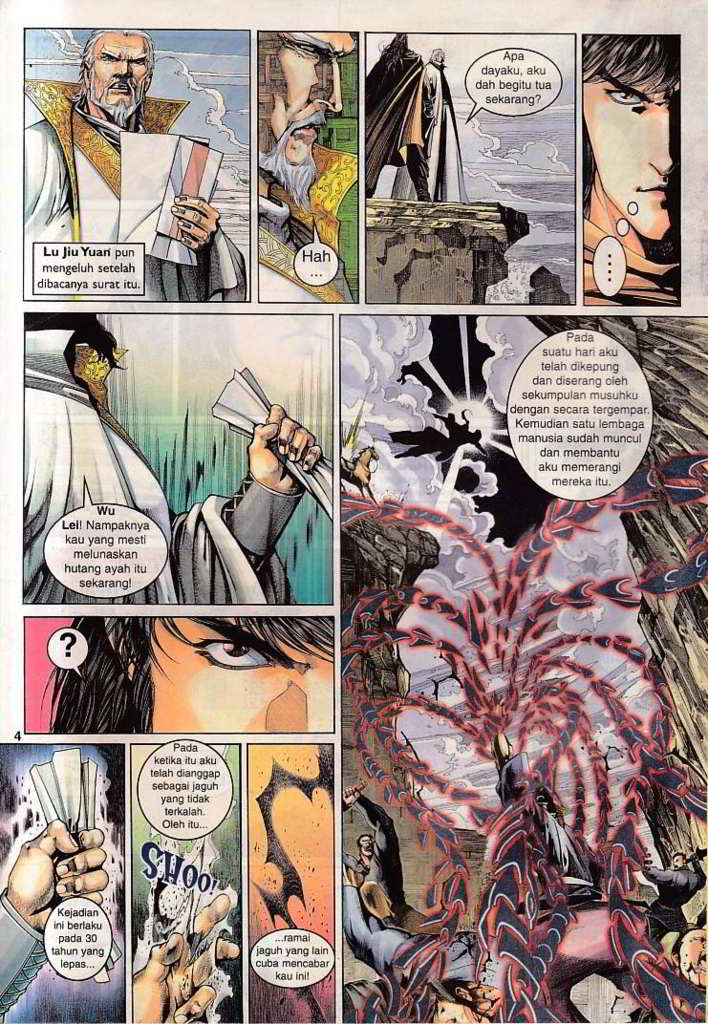 Lu Jiu Yuan pun
mengeluh setelah
dibacanya surat itu.
Hah
...
Apa
dayaku, aku
dah begitu tua
sekarang?
......
Wu
Lei! Nampaknya
kau yang mesti
melunaskan
hutang ayah itu
sekarang!
?
Kejadian
ini berlaku
pada 30
tahun yang
lepas...
Pada
ketika itu aku
telah dianggap
sebagai jaguh
yang tidak
terkalah.
Oleh itu...
SHOO!
...ramai
jaguh yang lain
cuba mencabar
kau ini!
Pada
suatu hari aku
telah dikepung
dan diserang oleh
sekumpulan musuhku
dengan secara tergempar.
Kemudian satu lembaga
manusia sudah muncul
dan membantu
aku memerangi
mereka itu.
4